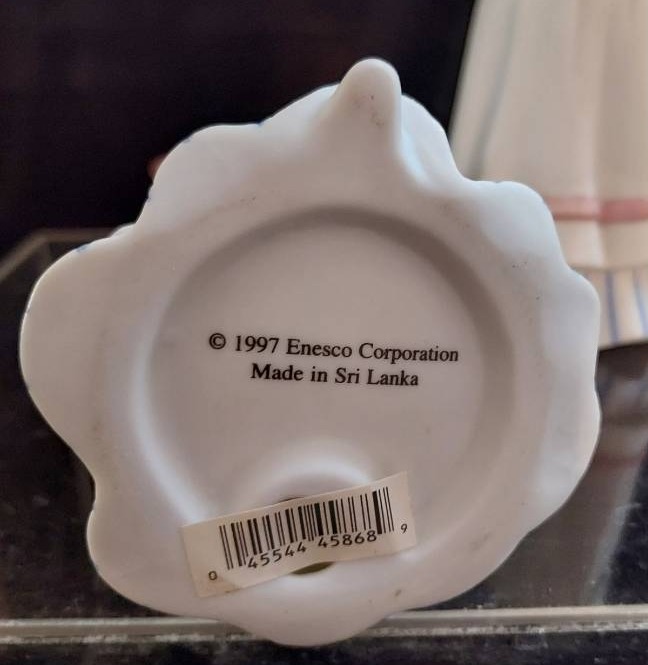 © 1997 Enesco Corporation
Made in Sri Lanka
0 45544 45868 9